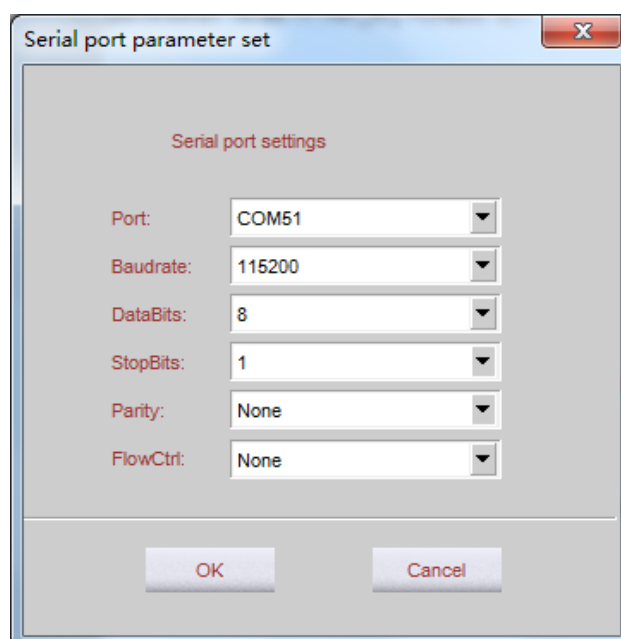 Serial port parameter set
Serial port settings
Port: COM51
Baudrate: 115200
DataBits: 8
StopBits: 1
Parity: None
FlowCtrl: None
OK Cancel